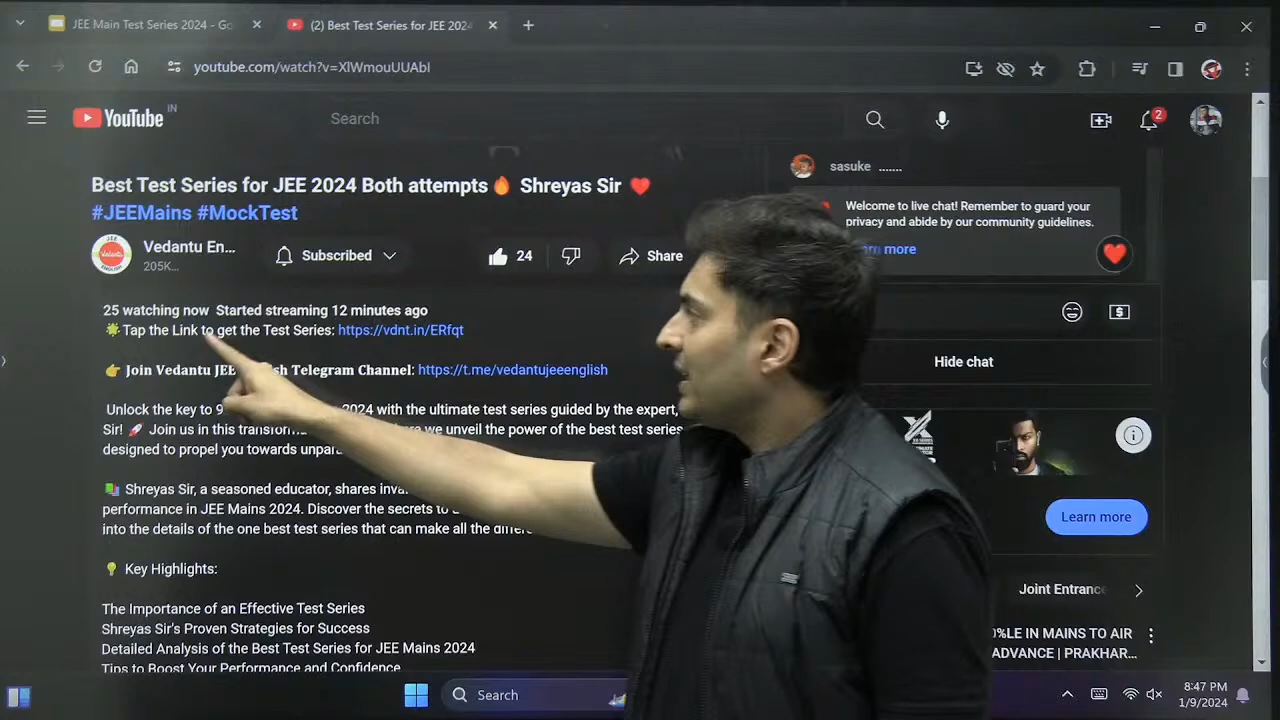 JEE Main Test Series 2024 - Go
(2) Best Test Series for JEE 2024
youtube.com/watch?v=XlWmouUUAbI
YouTube IN
Search
2
Best Test Series for JEE 2024 Both attempts🔥 Shreyas Sir ❤️
#JEEMains #MockTest
JEE
Vedantu
ENGLISH
Vedantu En...
205K...
Subscribed
24
Share
sasuke .......
Welcome to live chat! Remember to guard your
privacy and abide by our community guidelines.
more
25 watching now Started streaming 12 minutes ago
Tap the Link to get the Test Series: https://vdnt.in/ERfqt
👉 Join Vedantu JEE Telegram Channel: https://t.me/vedantujeeenglish
Hide chat
Unlock the key to 9 2024 with the ultimate test series guided by the expert,
Sir! 🚀 Join us in this we unveil the power of the best test series
designed to propel you towards
📚 Shreyas Sir, a seasoned educator, shares
performance in JEE Mains 2024. Discover the secrets to
into the details of the one best test series that can make all the
Learn more
💡 Key Highlights:
The Importance of an Effective Test Series
Shreyas Sir's Proven Strategies for Success
Detailed Analysis of the Best Test Series for JEE Mains 2024
Tips to Boost Your Performance and Confidence
Joint Entranc
%LE IN MAINS TO AIR
ADVANCE | PRAKHAR...
Search
8:47 PM
1/9/2024